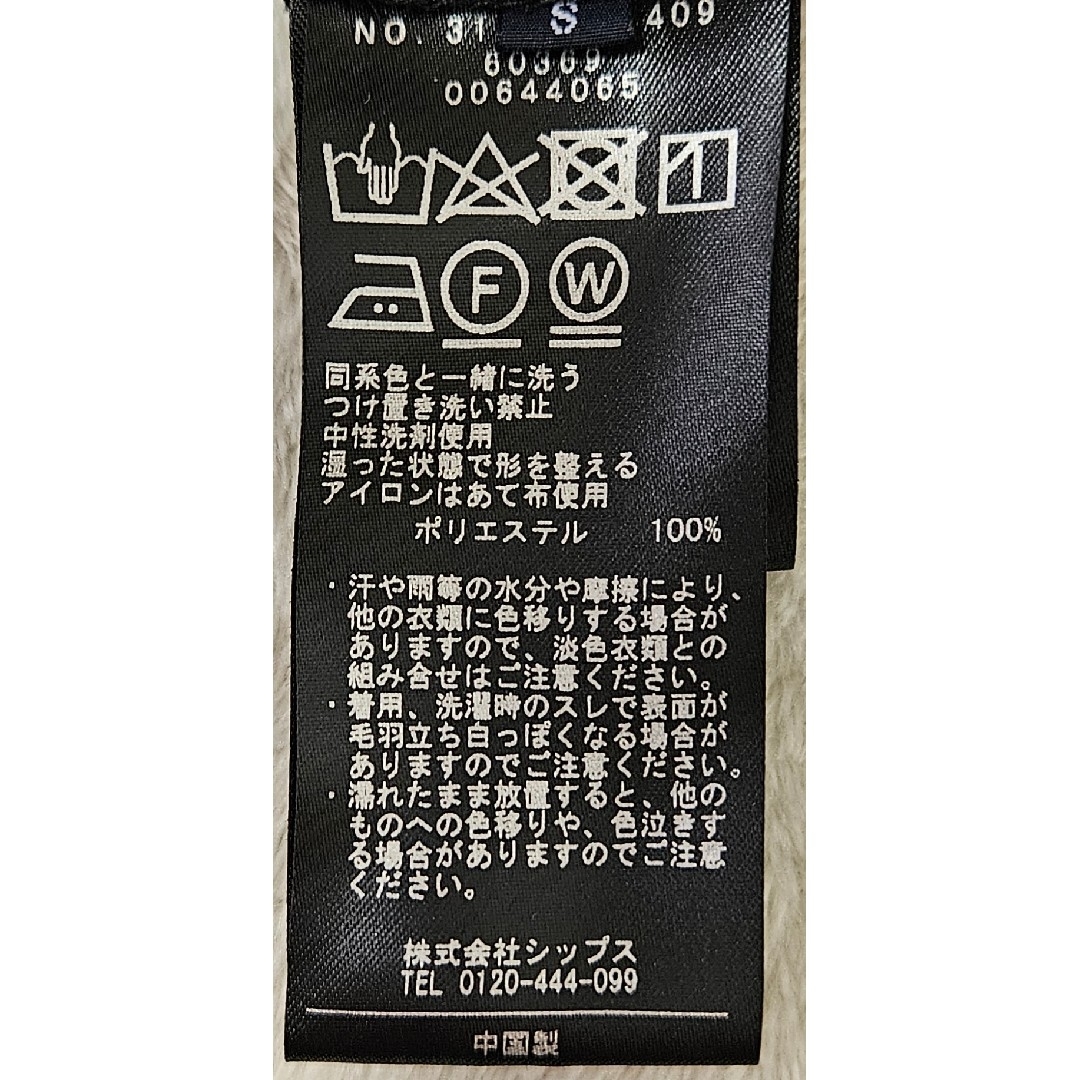 NO. 31
S
409
60369
00644065
F
W
同系色と一緒に洗う
つけ置き洗い禁止
中性洗剤使用
湿った状態で形を整える
アイロンはあて布使用
ポリエステル 100%
・汗や雨等の水分や摩擦により、
他の衣類に色移りする場合が
ありますので、淡色衣類との
組み合せはご注意ください。
・着用、洗濯時のスレで表面が
毛羽立ち白っぽくなる場合が
ありますのでご注意ください。
・濡れたまま放置すると、他の
ものへの色移りや、色泣きす
る場合がありますのでご注意
ください。
株式会社シップス
TEL 0120-444-099
中国製